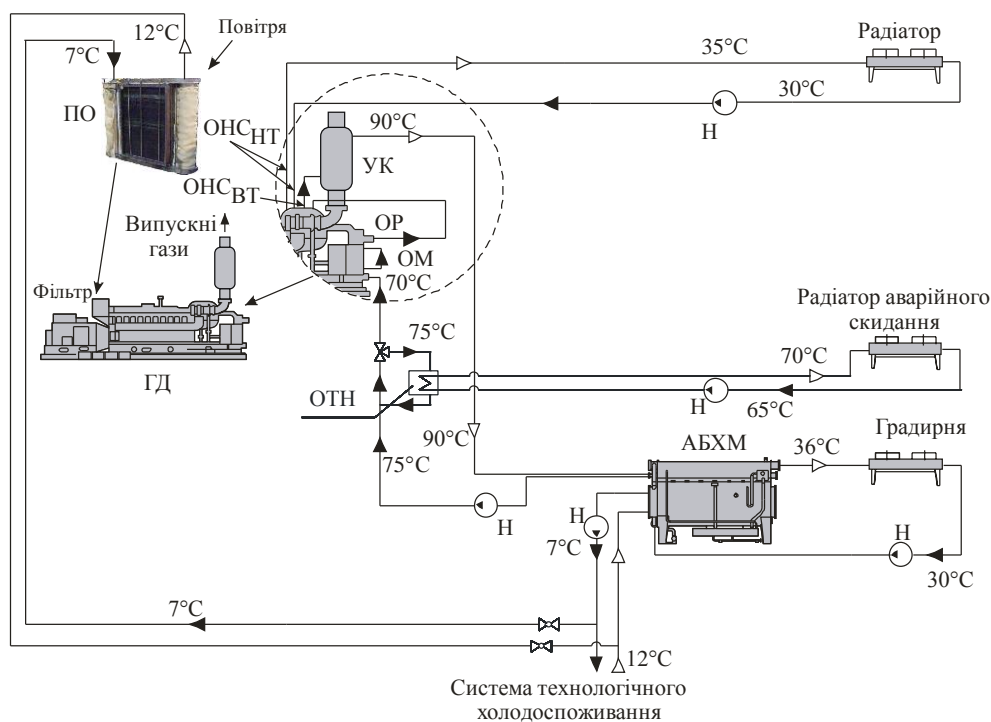 12°C
Повітря
7°C
ПО
35°C
Радіатор
30°C
Н
90°C
ОНС НТ
УК
ОНС ВТ
Випускні
гази
ОР
ОМ
70°C
Фільтр
ГД
75°C
Радіатор аварійного
скидання
70°C
ОТН
Н
65°C
90°C
75°C
АБХМ
36°C
Градирня
Н
Н
7°C
Н
30°C
7°C
12°C
Система технологічного
холодоспоживання